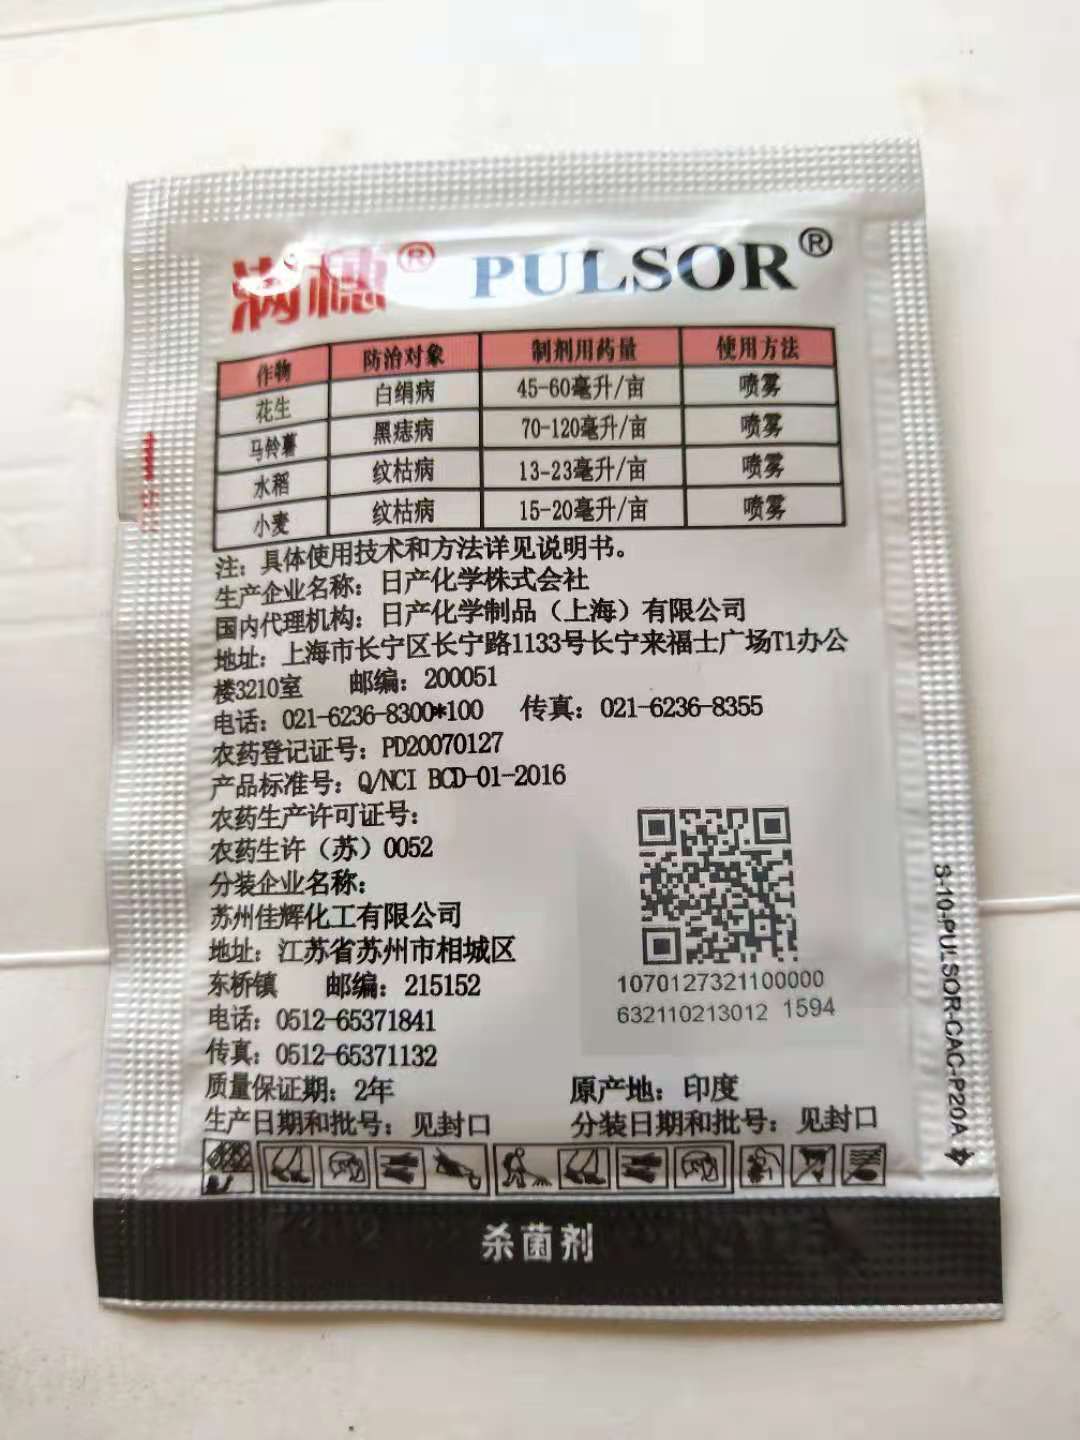 满穗® PULSOR®
作物 防治对象 制剂用药量 使用方法
花生 白绢病 45-60毫升/亩 喷雾
马铃薯 黑痣病 70-120毫升/亩 喷雾
水稻 纹枯病 13-23毫升/亩 喷雾
小麦 纹枯病 15-20毫升/亩 喷雾
注：具体使用技术和方法详见说明书。
生产企业名称：日产化学株式会社
国内代理机构：日产化学制品（上海）有限公司
地址：上海市长宁区长宁路1133号长宁来福士广场T1办公
楼3210室 邮编：200051
电话：021-6236-8300*100 传真：021-6236-8355
农药登记证号：PD20070127
产品标准号：Q/NCI BCD-01-2016
农药生产许可证号：
农药生许（苏）0052
分装企业名称：
苏州佳辉化工有限公司
地址：江苏省苏州市相城区
东桥镇 邮编：215152
电话：0512-65371841
传真：0512-65371132
质量保证期：2年 原产地：印度
生产日期和批号：见封口 分装日期和批号：见封口
1070127321100000
632110213012 1594
S-10-PULSOR-CAC-P20A
杀菌剂